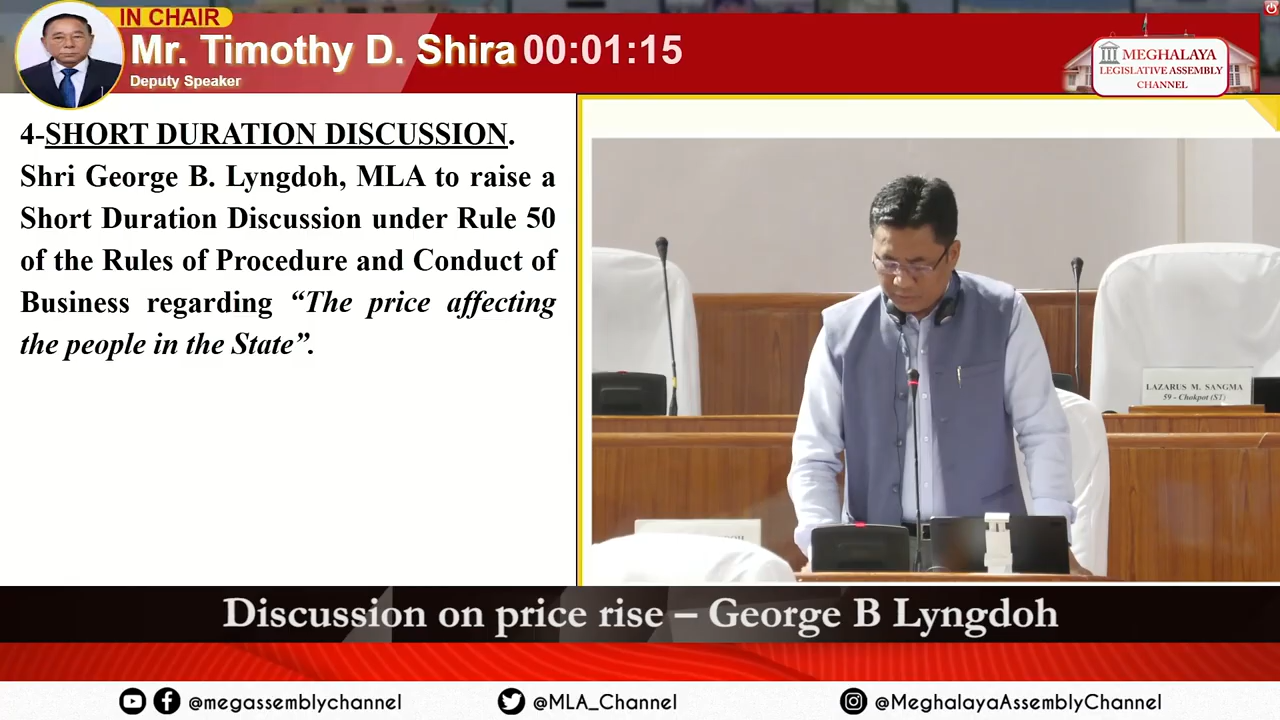 IN CHAIR
Mr. Timothy D. Shira 00:01:15
Deputy Speaker
MEGHALAYA
LEGISLATIVE ASSEMBLY
CHANNEL
4-SHORT DURATION DISCUSSION.
Shri George B. Lyngdoh, MLA to raise a
Short Duration Discussion under Rule 50
of the Rules of Procedure and Conduct of
Business regarding “The price affecting
the people in the State”.
LAZARUS M. SANGMA
59 - Chokpot (ST)
Discussion on price rise – George B Lyngdoh
@megassemblychannel
@MLA_Channel
@MeghalayaAssemblyChannel